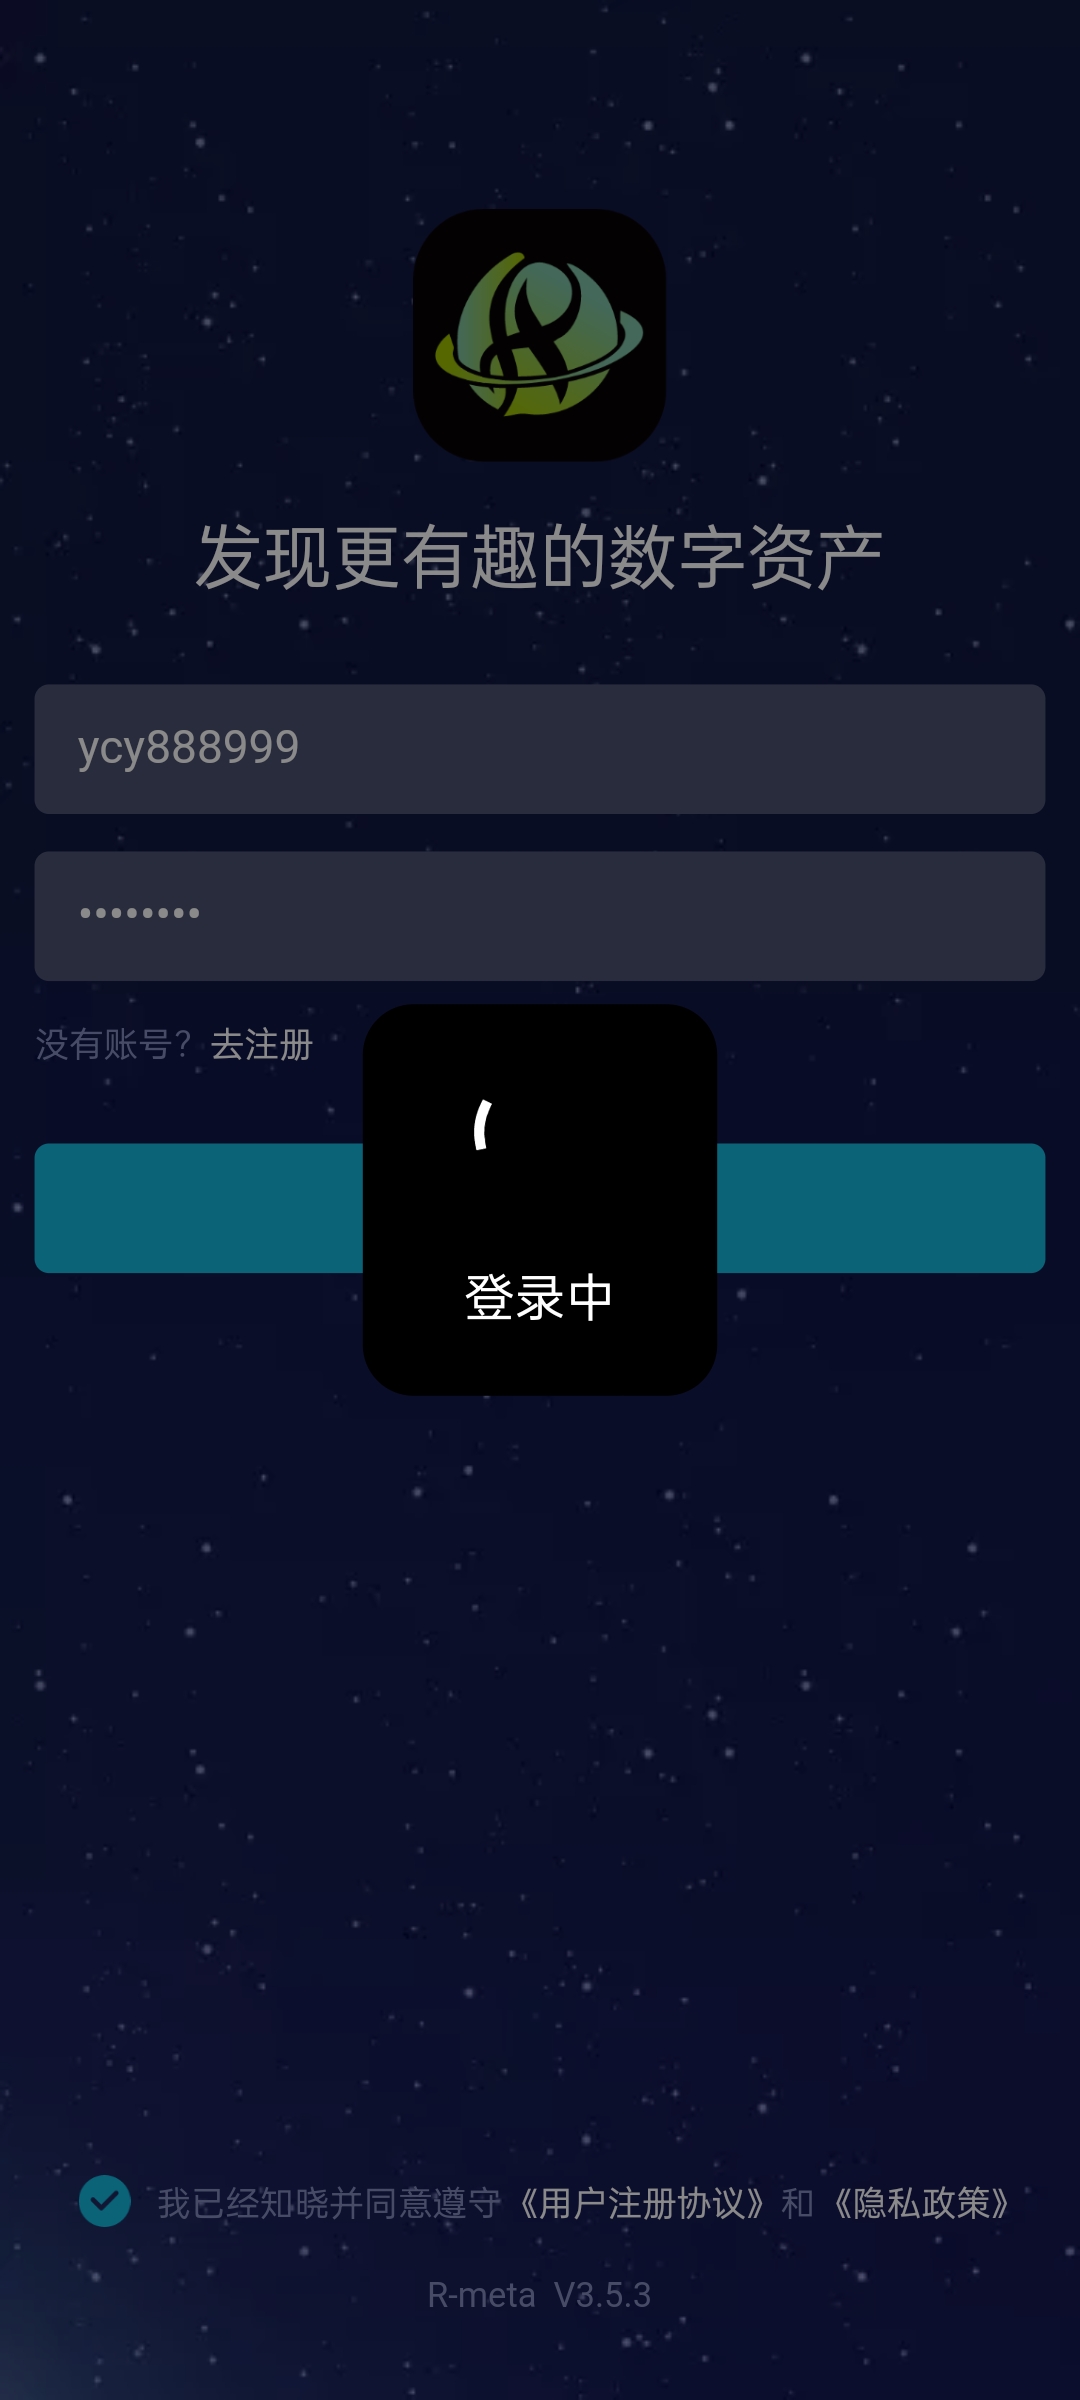 发现更有趣的数字资产
ycy888999
••••••••
没有账号？去注册
登录中
我已经知晓并同意遵守《用户注册协议》和《隐私政策》
R-meta V3.5.3